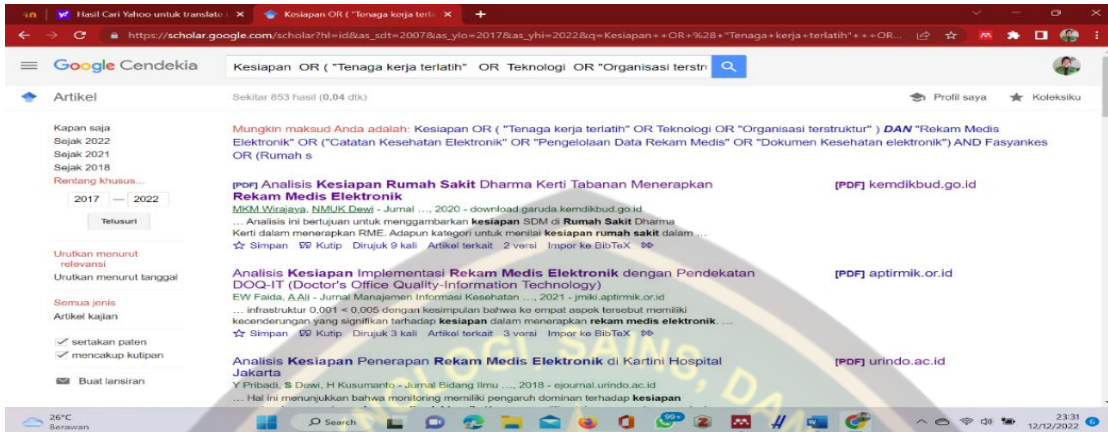 Hasil Cari Yahoo untuk translate
Kesiapan OR ( "Tenaga kerja terla
https://scholar.google.com/scholar?hl=id&as_sdt=2007&as_ylo=2017&as_yhi=2022&q=Kesiapan++OR+%28+"Tenaga+kerja+terlatih"+++OR...
Google Cendekia
Kesiapan OR ( "Tenaga kerja terlatih" OR Teknologi OR "Organisasi terstr
Artikel
Sekitar 853 hasil (0,04 dtk)
Profil saya
Koleksiku
Kapan saja
Sejak 2022
Sejak 2021
Sejak 2018
Rentang khusus...
2017 — 2022
Telusuri
Urutkan menurut
relevansi
Urutkan menurut tanggal
Semua jenis
Artikel kajian
sertakan paten
mencakup kutipan
Buat lansiran
Mungkin maksud Anda adalah: Kesiapan OR ( "Tenaga kerja terlatih" OR Teknologi OR "Organisasi terstruktur" ) DAN "Rekam Medis
Elektronik" OR ("Catatan Kesehatan Elektronik" OR "Pengelolaan Data Rekam Medis" OR "Dokumen Kesehatan elektronik") AND Fasyankes
OR (Rumah s
[PDF] Analisis Kesiapan Rumah Sakit Dharma Kerti Tabanan Menerapkan
Rekam Medis Elektronik
[PDF] kemdikbud.go.id
MKM Wirajaya, NMUK Dewi - Jurnal ..., 2020 - download.garuda.kemdikbud.go.id
... Analisis ini bertujuan untuk menggambarkan kesiapan SDM di Rumah Sakit Dharma
Kerti dalam menerapkan RME. Adapun kategori untuk menilai kesiapan rumah sakit dalam ...
Simpan Kutip Dirujuk 9 kali Artikel terkait 2 versi Impor ke BibTeX
Analisis Kesiapan Implementasi Rekam Medis Elektronik dengan Pendekatan
DOQ-IT (Doctor's Office Quality-Information Technology)
[PDF] aptirmik.or.id
EW Faida, A Ali - Jurnal Manajemen Informasi Kesehatan ..., 2021 - jmiki.aptirmik.or.id
... infrastruktur 0,001 < 0,005 dengan kesimpulan bahwa ke empat aspek tersebut memiliki
kecenderungan yang signifikan terhadap kesiapan dalam menerapkan rekam medis elektronik. ...
Simpan Kutip Dirujuk 3 kali Artikel terkait 3 versi Impor ke BibTeX
Analisis Kesiapan Penerapan Rekam Medis Elektronik di Kartini Hospital
Jakarta
[PDF] urindo.ac.id
Y Pribadi, S Dewi, H Kusumanto - Jurnal Bidang Ilmu ..., 2018 - ejournal.urindo.ac.id
... Hal ini menunjukkan bahwa monitoring memiliki pengaruh dominan terhadap kesiapan
26°C
Berawan
Search
99+
23:31
12/12/2022